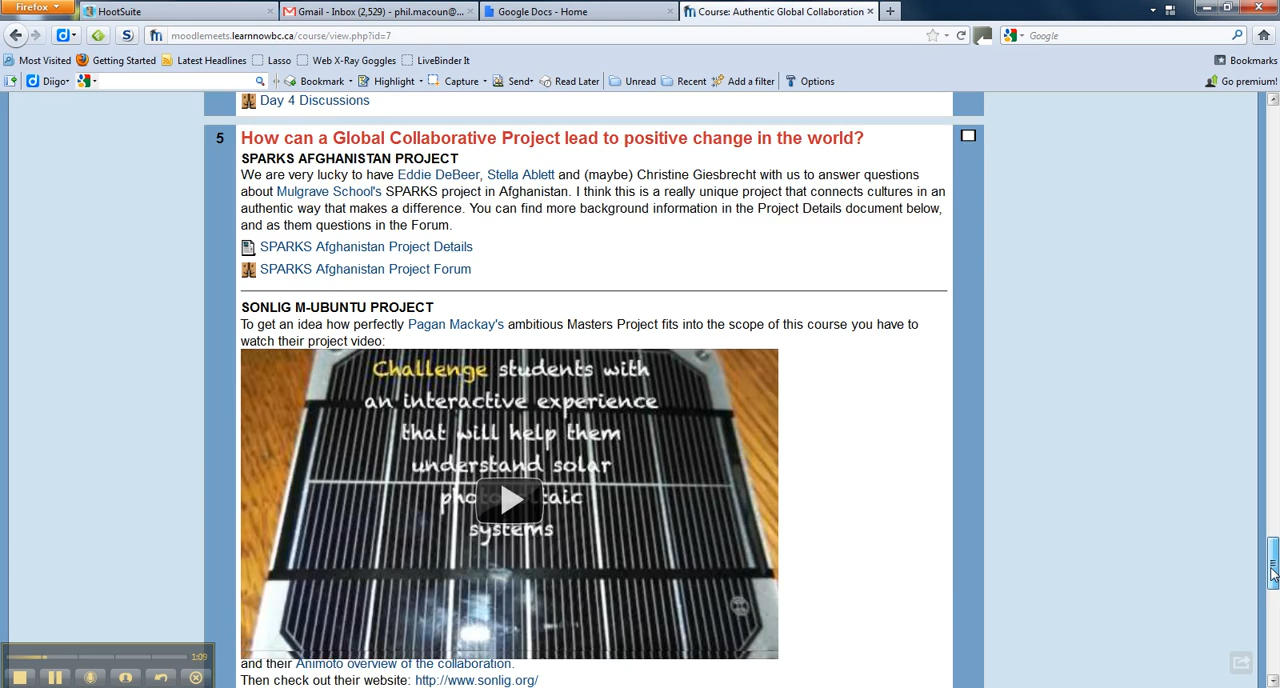 Firefox
HootSuite
Gmail - Inbox (2,529) - phil.macoun@...
Google Docs - Home
Course: Authentic Global Collaboration
moodlemeets.learnnowbc.ca/course/view.php?id=7
Google
Most Visited Getting Started Latest Headlines Lasso Web X-Ray Goggles LiveBinder It Bookmarks
Diigo Bookmark Highlight Capture Send Read Later Unread Recent Add a filter Options Go premium!
Day 4 Discussions
5 How can a Global Collaborative Project lead to positive change in the world?
SPARKS AFGHANISTAN PROJECT
We are very lucky to have Eddie DeBeer, Stella Ablett and (maybe) Christine Giesbrecht with us to answer questions
about Mulgrave School's SPARKS project in Afghanistan. I think this is a really unique project that connects cultures in an
authentic way that makes a difference. You can find more background information in the Project Details document below,
and as them questions in the Forum.
SPARKS Afghanistan Project Details
SPARKS Afghanistan Project Forum
SONLIG M-UBUNTU PROJECT
To get an idea how perfectly Pagan Mackay's ambitious Masters Project fits into the scope of this course you have to
watch their project video:
Challenge students with
an interactive experience
that will help them
understand solar
systems
and their Animoto overview of the collaboration.
Then check out their website: http://www.sonlig.org/
1:09